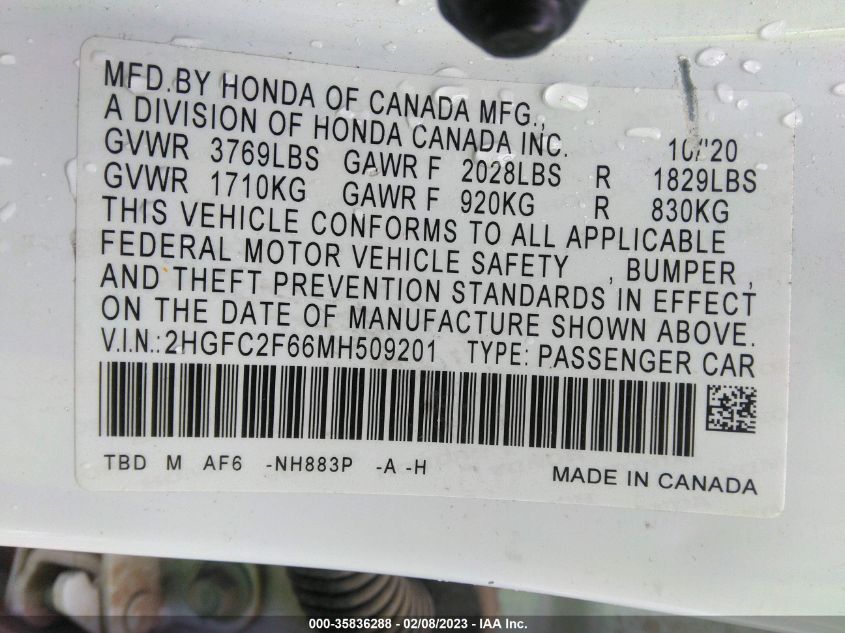 MFD.BY HONDA OF CANADA MFG.,
A DIVISION OF HONDA CANADA INC. 10/'20
GVWR 3769LBS GAWR F 2028LBS R 1829LBS
GVWR 1710KG GAWR F 920KG R 830KG
THIS VEHICLE CONFORMS TO ALL APPLICABLE
FEDERAL MOTOR VEHICLE SAFETY , BUMPER ,
AND THEFT PREVENTION STANDARDS IN EFFECT
ON THE DATE OF MANUFACTURE SHOWN ABOVE.
V.I.N.: 2HGFC2F66MH509201 TYPE: PASSENGER CAR
TBD M AF6 -NH883P -A -H
MADE IN CANADA
000-35836288 - 02/08/2023 - IAA Inc.